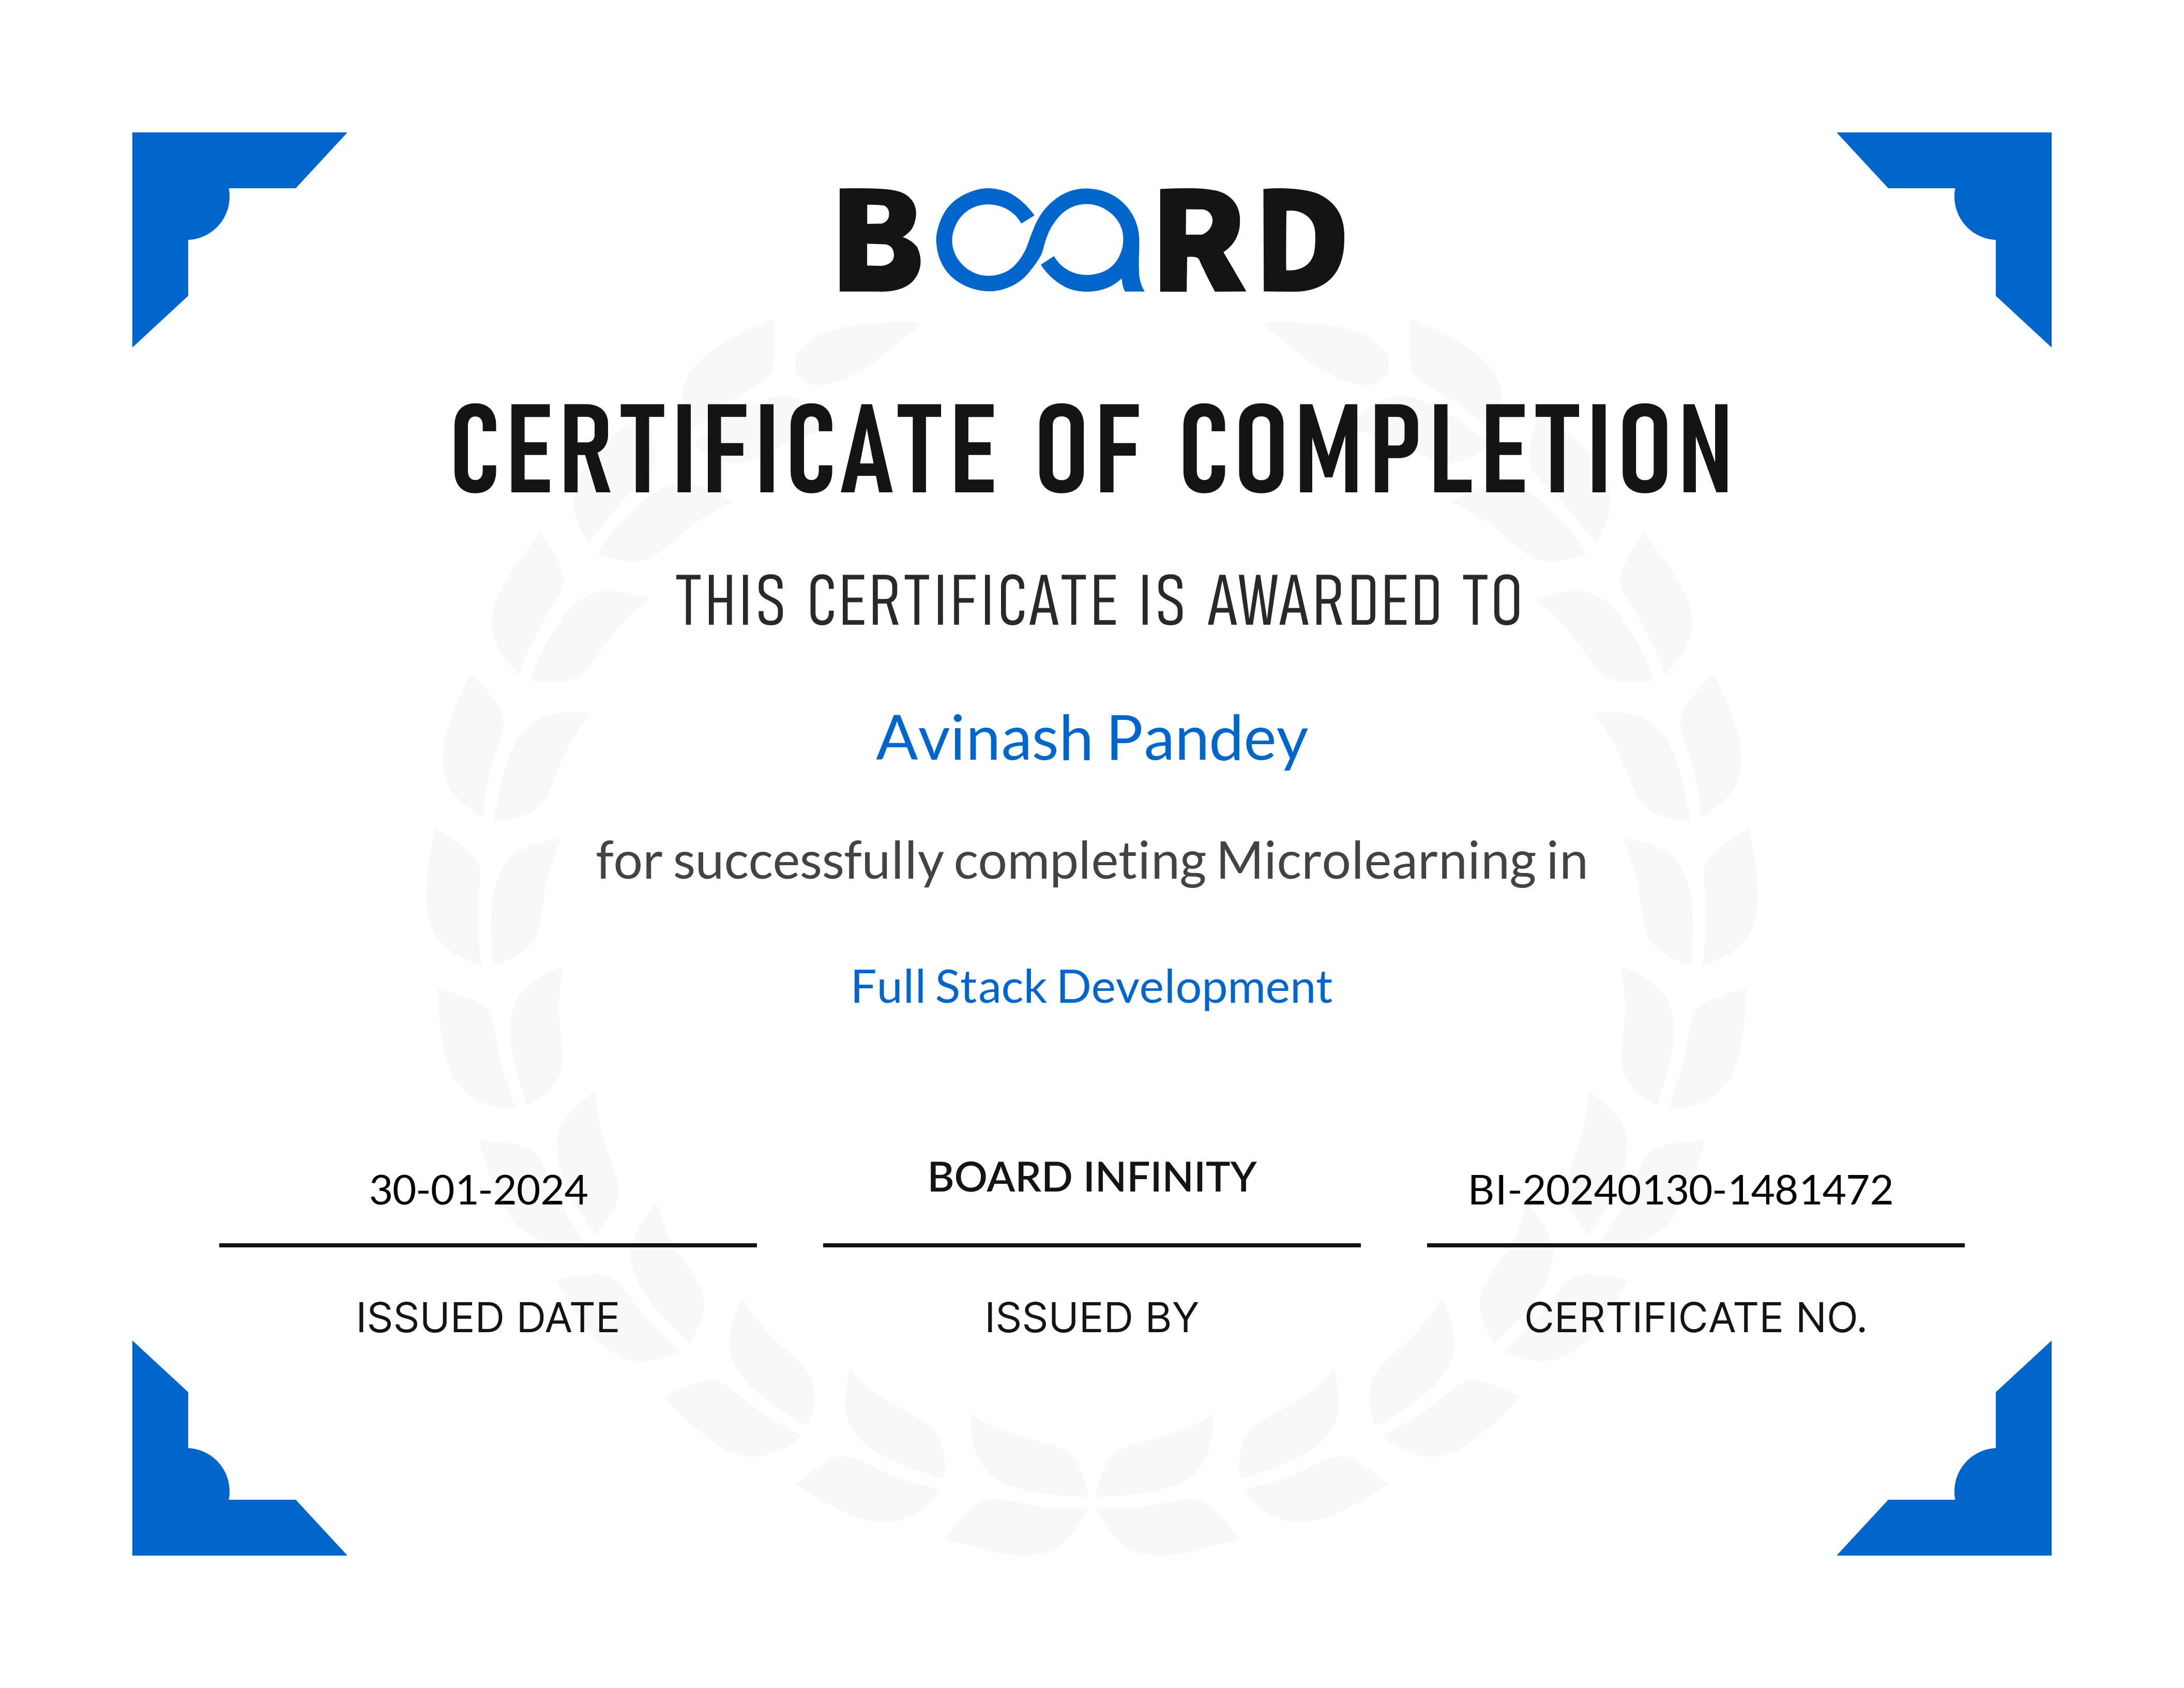 BOARD
CERTIFICATE OF COMPLETION
THIS CERTIFICATE IS AWARDED TO
Avinash Pandey
for successfully completing Microlearning in
Full Stack Development
30-01-2024
ISSUED DATE
BOARD INFINITY
ISSUED BY
BI-20240130-1481472
CERTIFICATE NO.